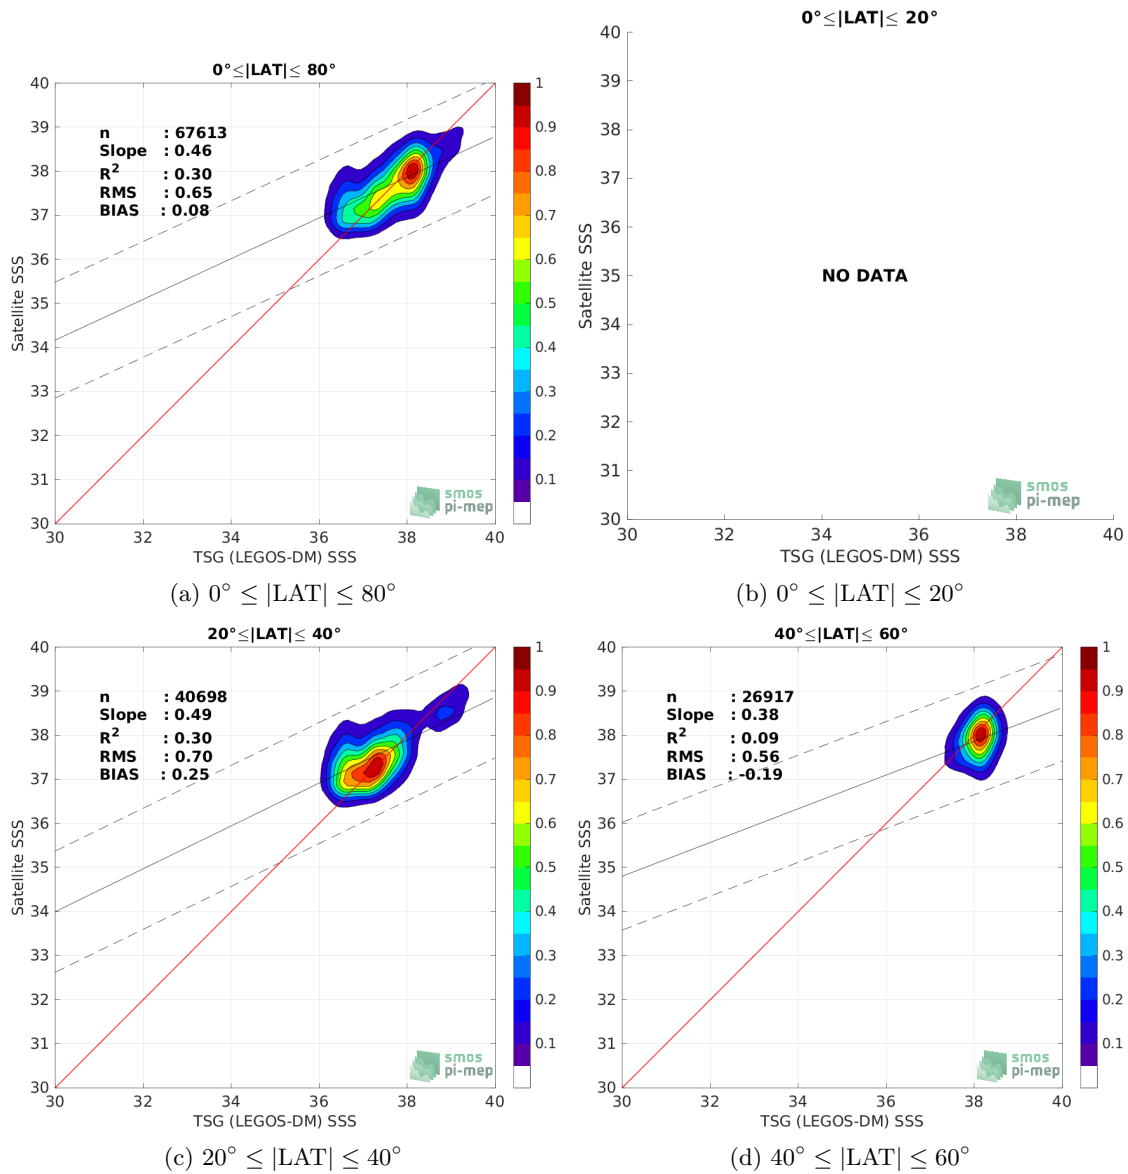 0°≤|LAT|≤ 80°
40
39
38
37
36
35
34
33
32
31
30
Satellite SSS
n : 67613
Slope : 0.46
R² : 0.30
RMS : 0.65
BIAS : 0.08
30 32 34 36 38 40
TSG (LEGOS-DM) SSS
1
0.9
0.8
0.7
0.6
0.5
0.4
0.3
0.2
0.1
smos
pi-mep
(a) 0° ≤ |LAT| ≤ 80°
0°≤|LAT|≤ 20°
40
39
38
37
36
35
34
33
32
31
30
Satellite SSS
NO DATA
30 32 34 36 38 40
TSG (LEGOS-DM) SSS
smos
pi-mep
(b) 0° ≤ |LAT| ≤ 20°
20°≤|LAT|≤ 40°
40
39
38
37
36
35
34
33
32
31
30
Satellite SSS
n : 40698
Slope : 0.49
R² : 0.30
RMS : 0.70
BIAS : 0.25
30 32 34 36 38 40
TSG (LEGOS-DM) SSS
1
0.9
0.8
0.7
0.6
0.5
0.4
0.3
0.2
0.1
smos
pi-mep
(c) 20° ≤ |LAT| ≤ 40°
40°≤|LAT|≤ 60°
40
39
38
37
36
35
34
33
32
31
30
Satellite SSS
n : 26917
Slope : 0.38
R² : 0.09
RMS : 0.56
BIAS : -0.19
30 32 34 36 38 40
TSG (LEGOS-DM) SSS
1
0.9
0.8
0.7
0.6
0.5
0.4
0.3
0.2
0.1
smos
pi-mep
(d) 40° ≤ |LAT| ≤ 60°